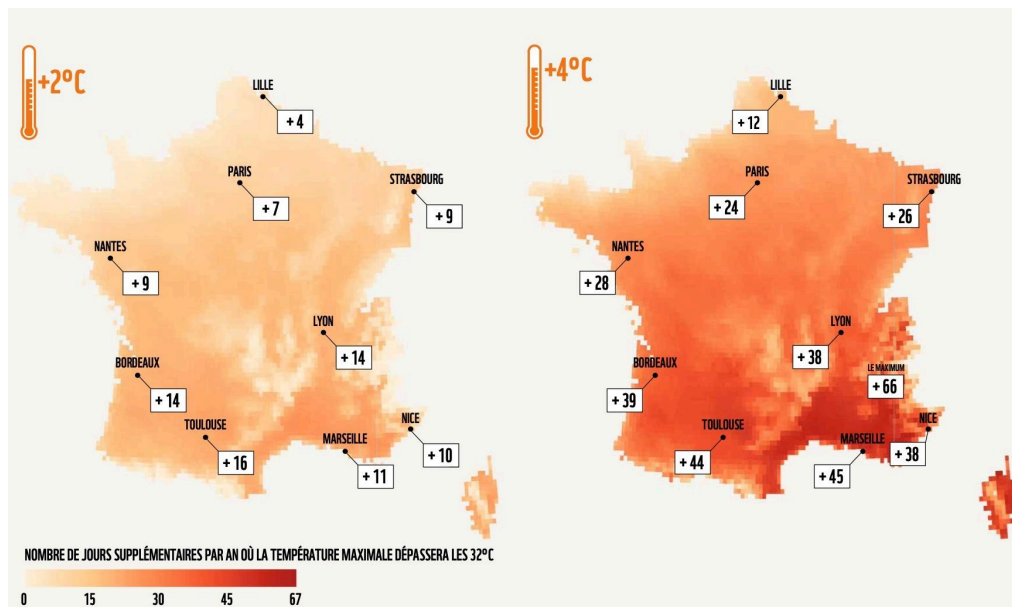 +2°C
LILLE
+ 4
PARIS
+ 7
STRASBOURG
+ 9
NANTES
+ 9
LYON
+ 14
BORDEAUX
+ 14
TOULOUSE
+ 16
MARSEILLE
+ 11
NICE
+ 10
+4°C
LILLE
+ 12
PARIS
+ 24
STRASBOURG
+ 26
NANTES
+ 28
LYON
+ 38
BORDEAUX
+ 39
LE MAXIMUM
+ 66
TOULOUSE
+ 44
MARSEILLE
+ 45
NICE
+ 38
NOMBRE DE JOURS SUPPLÉMENTAIRES PAR AN OÙ LA TEMPÉRATURE MAXIMALE DÉPASSERA LES 32°C
0 15 30 45 67